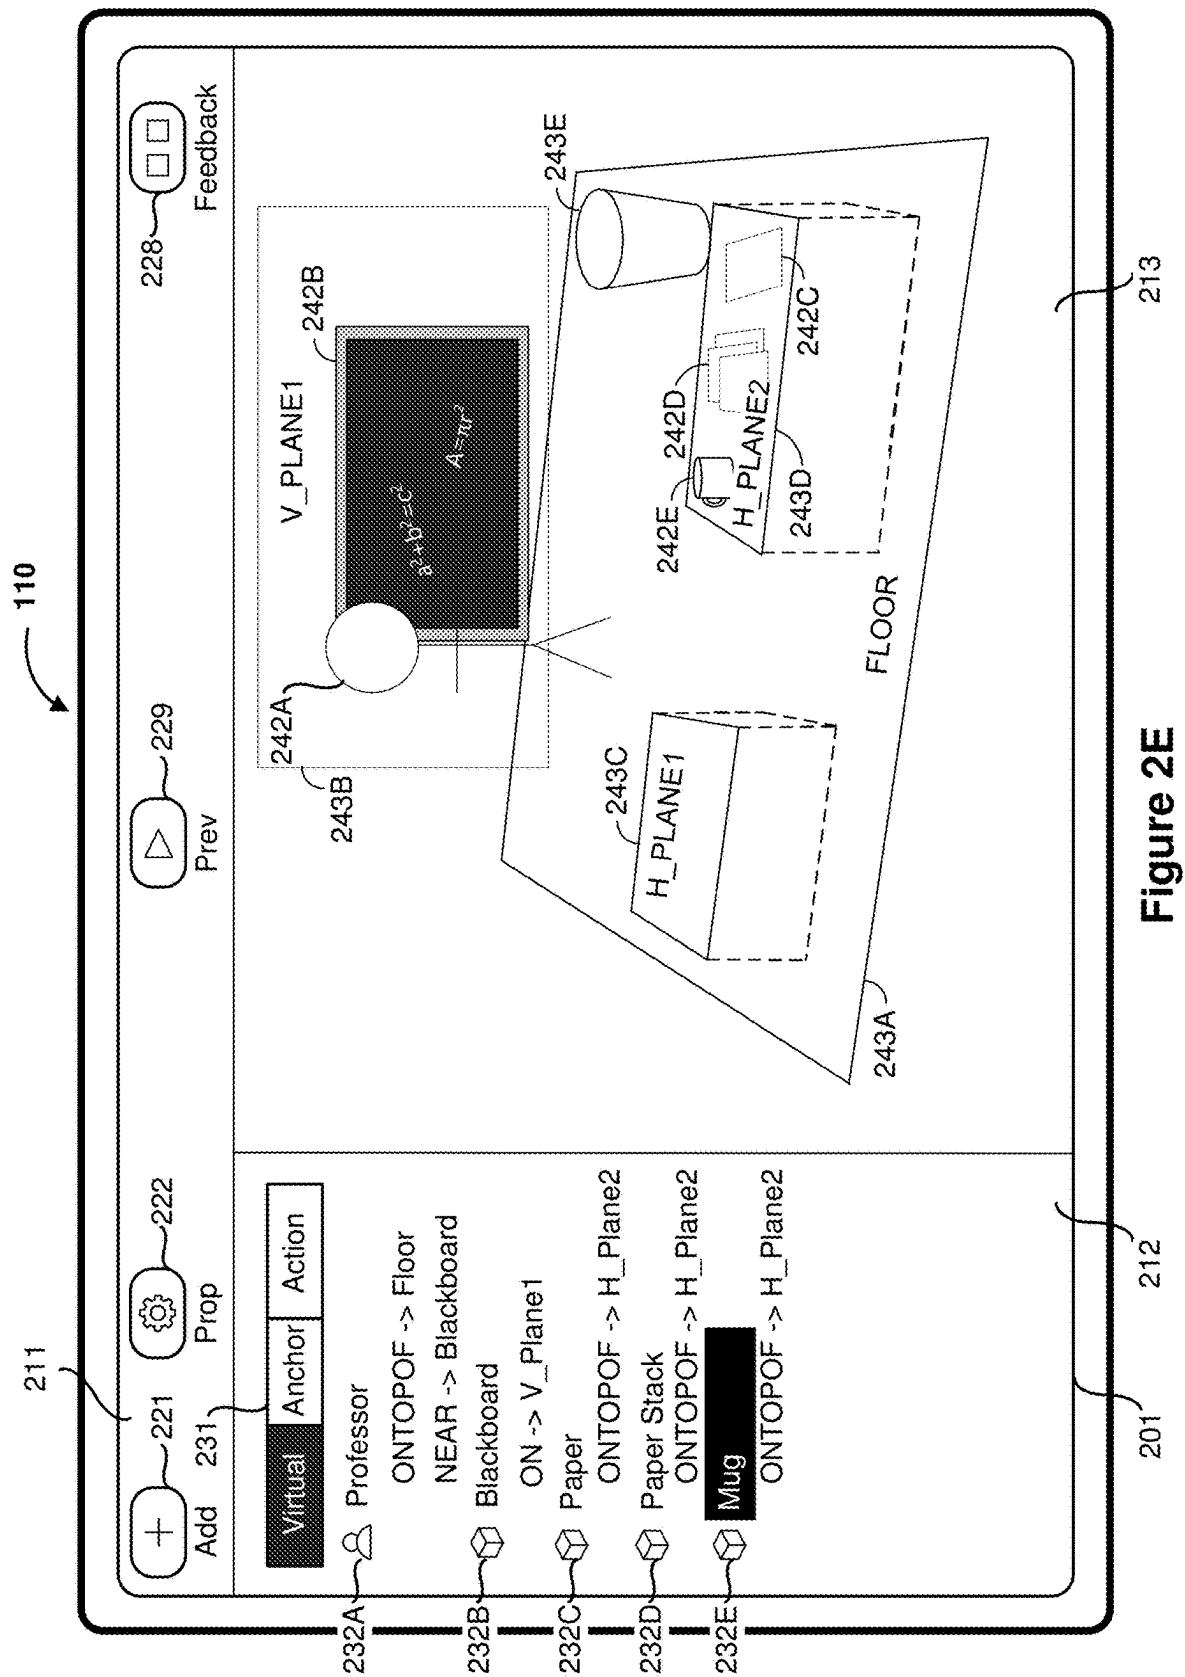 110
211
221
Add
222
Prop
229
Prev
228
Feedback
231
Virtual
Anchor
Action
232A
Professor
ONTOPOF -> Floor
NEAR -> Blackboard
232B
Blackboard
ON -> V_Plane1
232C
Paper
ONTOPOF -> H_Plane2
232D
Paper Stack
ONTOPOF -> H_Plane2
232E
Mug
ONTOPOF -> H_Plane2
243B
242A
V_PLANE1
242B
a²+b²=c²
A=πr²
243E
243C
H_PLANE1
242E
242D
242C
H_PLANE2
243D
FLOOR
243A
201
212
213
Figure 2E